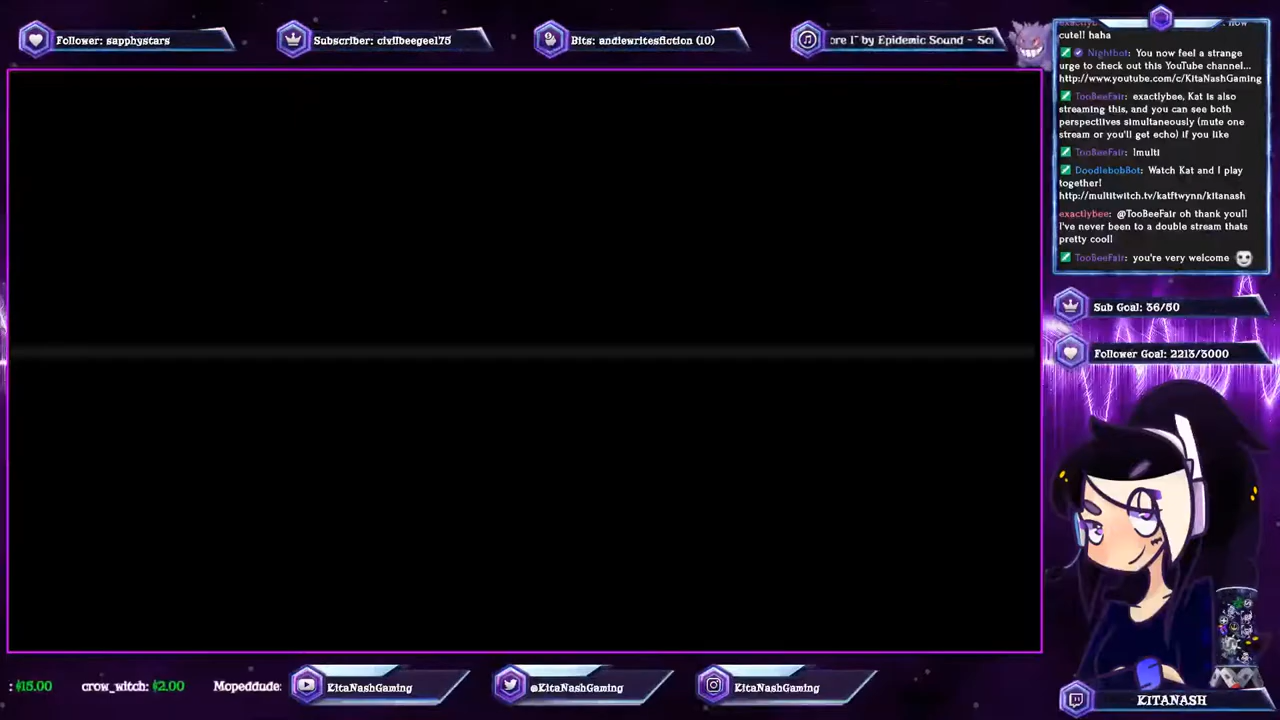 Follower: sapphystars
Subscriber: civilbeegee175
Bits: andiewritesfiction (10)
ore I" by Epidemic Sound - So
cute!! haha
Nightbot: You now feel a strange
urge to check out this YouTube channel...
http://www.youtube.com/c/KitaNashGaming
TooBeeFair: exactlybee, Kat is also
streaming this, and you can see both
perspectiives simultaneously (mute one
stream or you'll get echo) if you like
TooBeeFair: !multi
DoodlebobBot: Watch Kat and I play
together!
http://multitwitch.tv/katftwynn/kitanash
exactlybee: @TooBeeFair oh thank you!!
I've never been to a double stream thats
pretty cool!
TooBeeFair: you're very welcome
Sub Goal: 36/50
Follower Goal: 2213/3000
: $15.00 crow_witch: $2.00 Mopeddude:
KitaNashGaming
@KitaNashGaming
KitaNashGaming
KITANASH